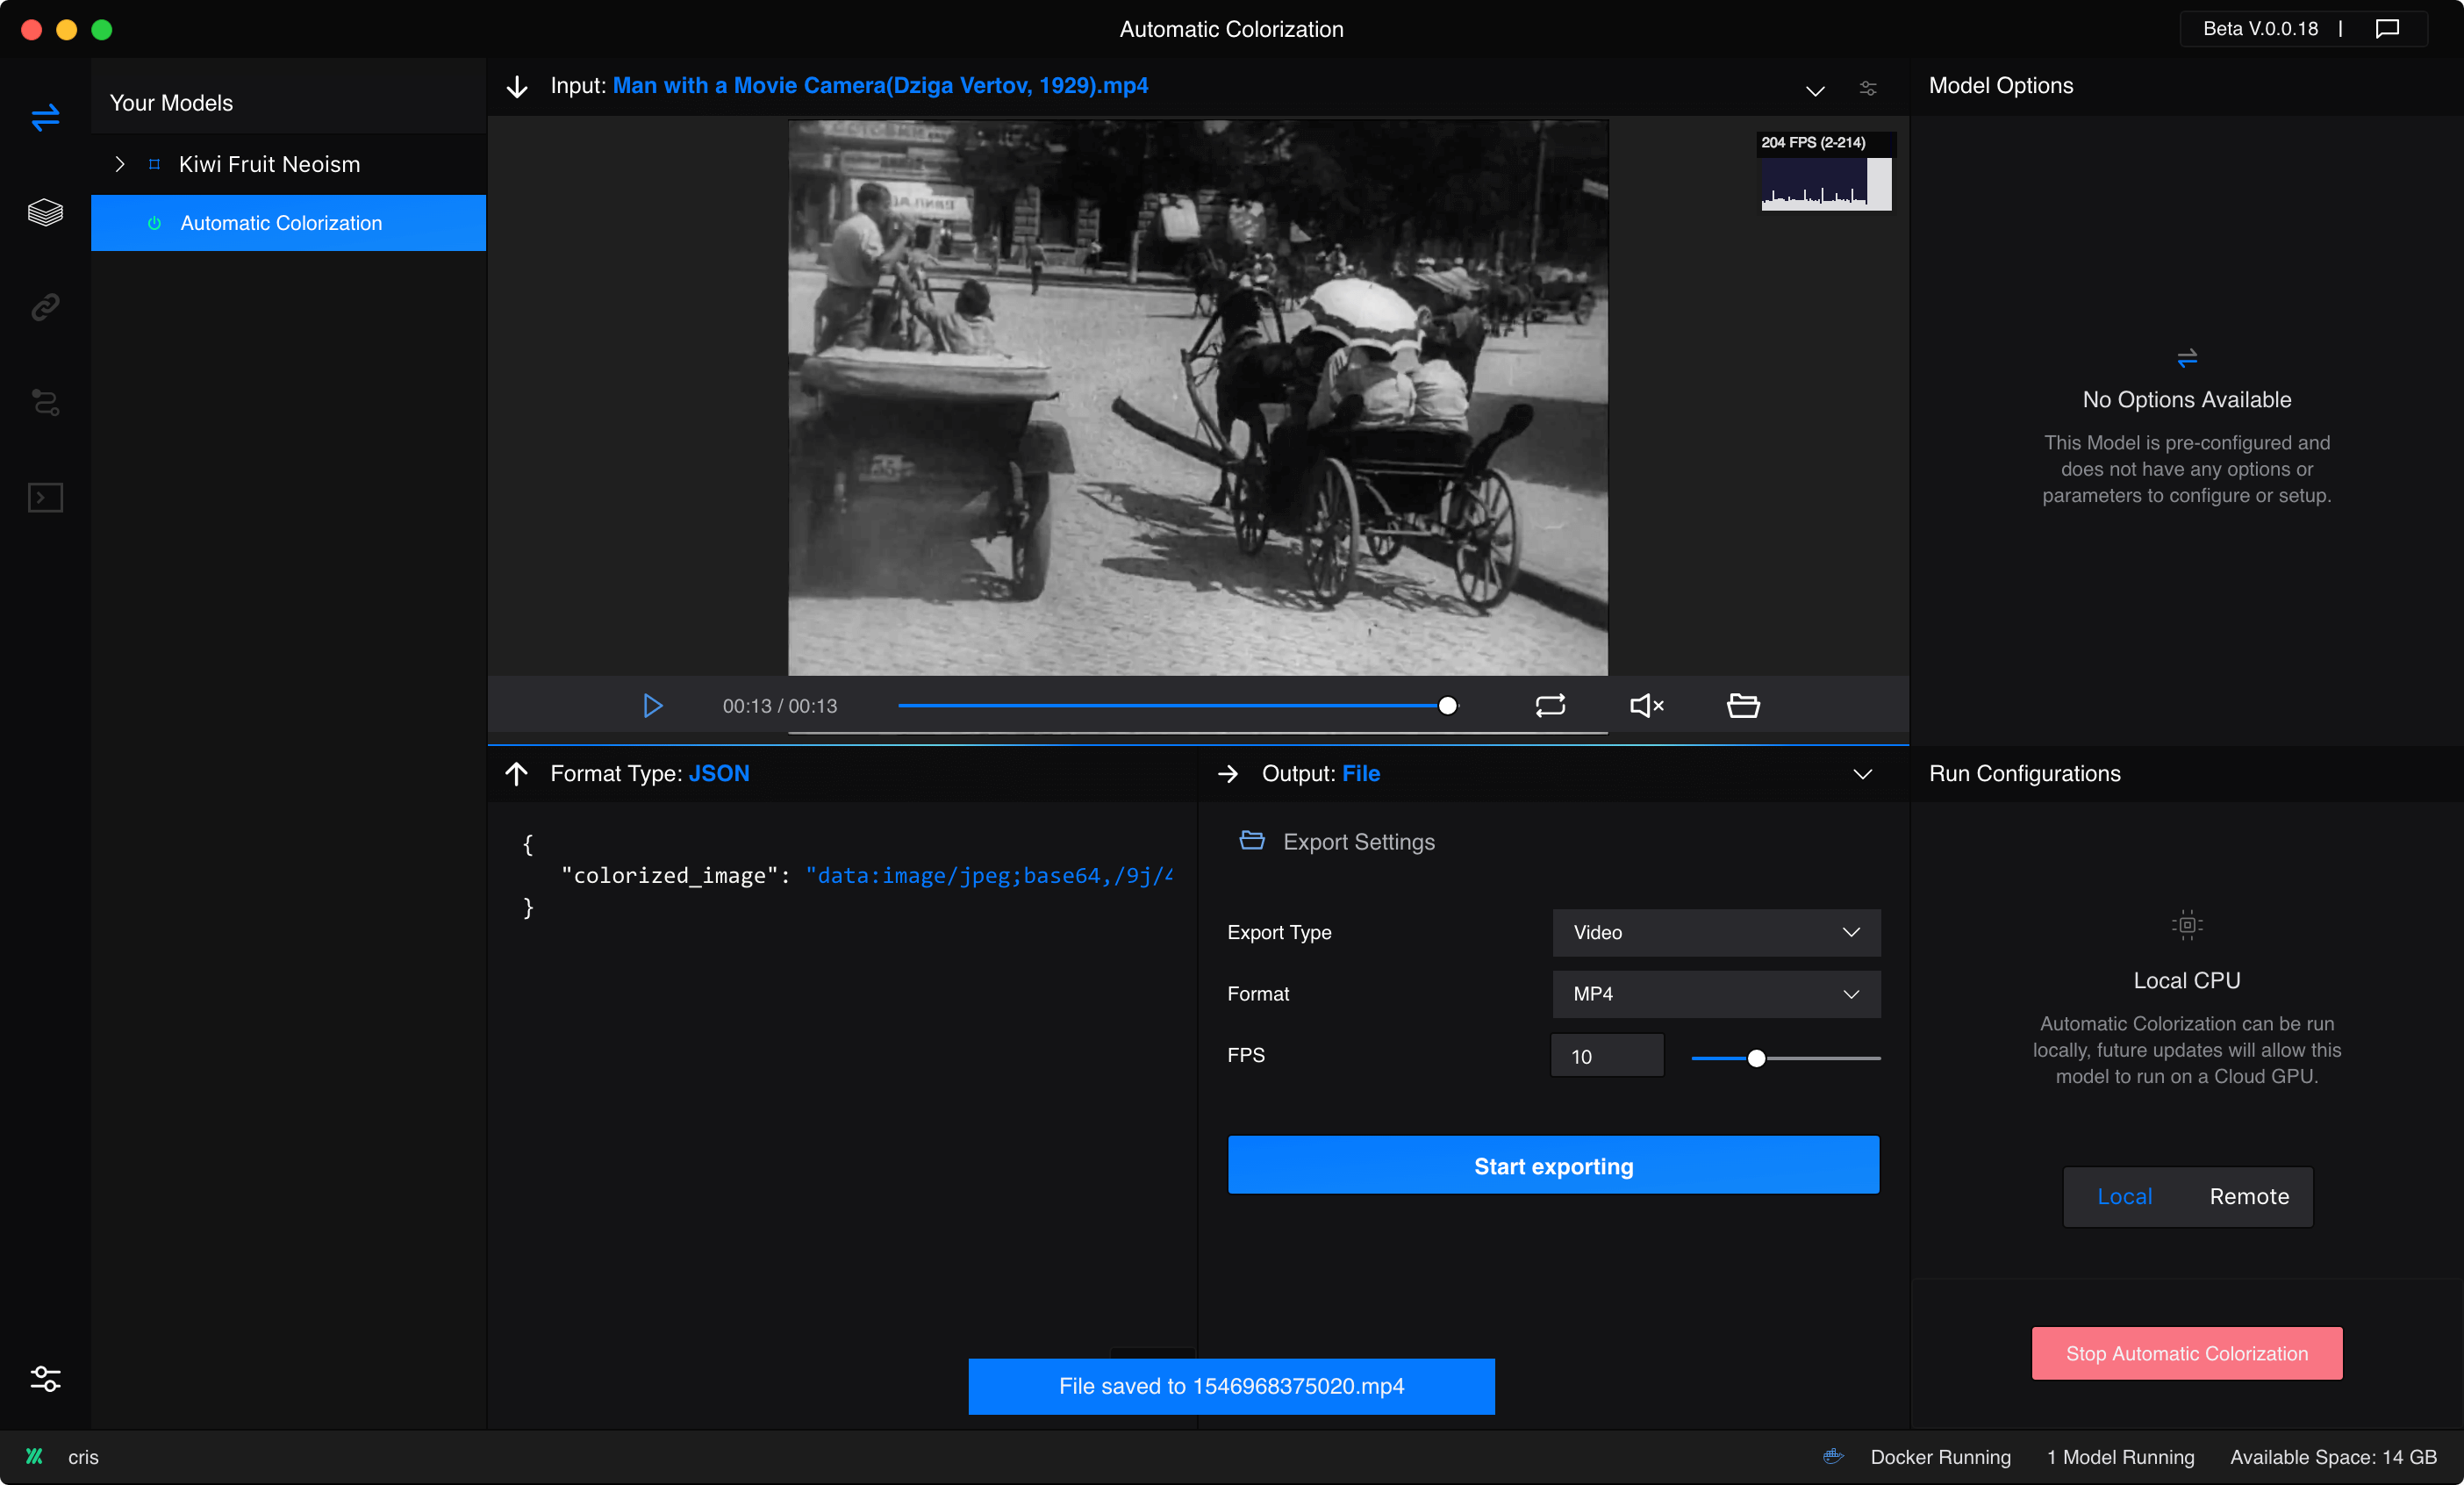 Automatic Colorization
Beta V.0.0.18 |
Your Models
Kiwi Fruit Neoism
Automatic Colorization
Input: Man with a Movie Camera(Dziga Vertov, 1929).mp4
204 FPS (2-214)
00:13 / 00:13
Model Options
No Options Available
This Model is pre-configured and
does not have any options or
parameters to configure or setup.
Format Type: JSON
{
"colorized_image": "data:image/jpeg;base64,/9j/4
}
Output: File
Export Settings
Export Type
Video
Format
MP4
FPS
10
Start exporting
Run Configurations
Local CPU
Automatic Colorization can be run
locally, future updates will allow this
model to run on a Cloud GPU.
Local Remote
Stop Automatic Colorization
File saved to 1546968375020.mp4
cris
Docker Running
1 Model Running
Available Space: 14 GB